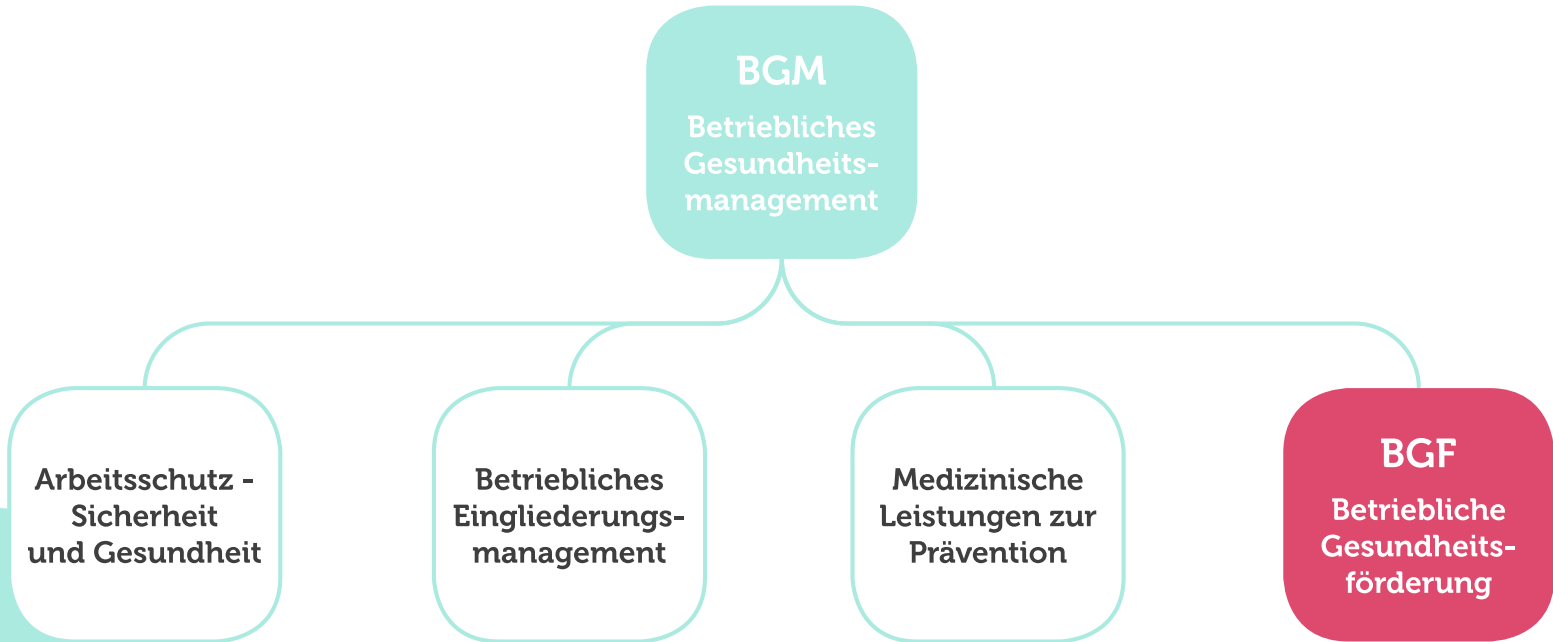 BGM
Betriebliches
Gesundheits-
management
Arbeitsschutz -
Sicherheit
und Gesundheit
Betriebliches
Eingliederungs-
management
Medizinische
Leistungen zur
Prävention
BGF
Betriebliche
Gesundheits-
förderung